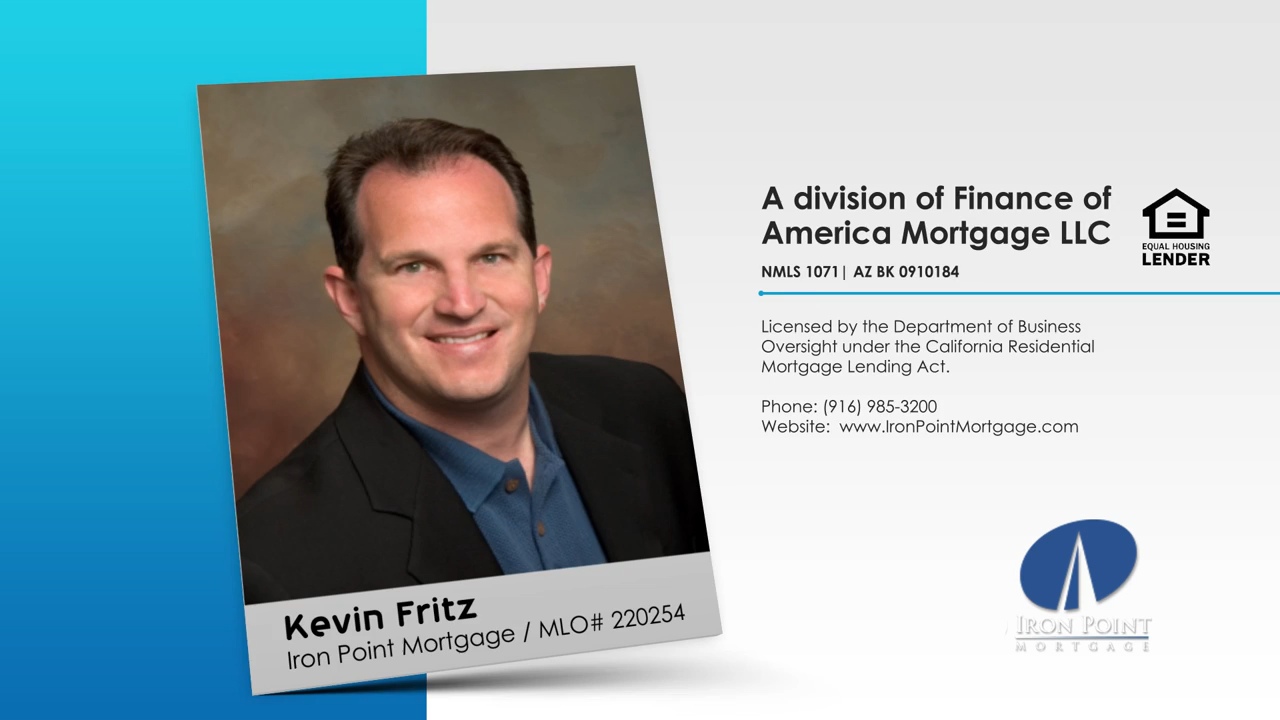 A division of Finance of
America Mortgage LLC
EQUAL HOUSING
LENDER
NMLS 1071| AZ BK 0910184
Licensed by the Department of Business
Oversight under the California Residential
Mortgage Lending Act.
Phone: (916) 985-3200
Website: www.IronPointMortgage.com
Kevin Fritz
Iron Point Mortgage / MLO# 220254
IRON POINT
MORTGAGE